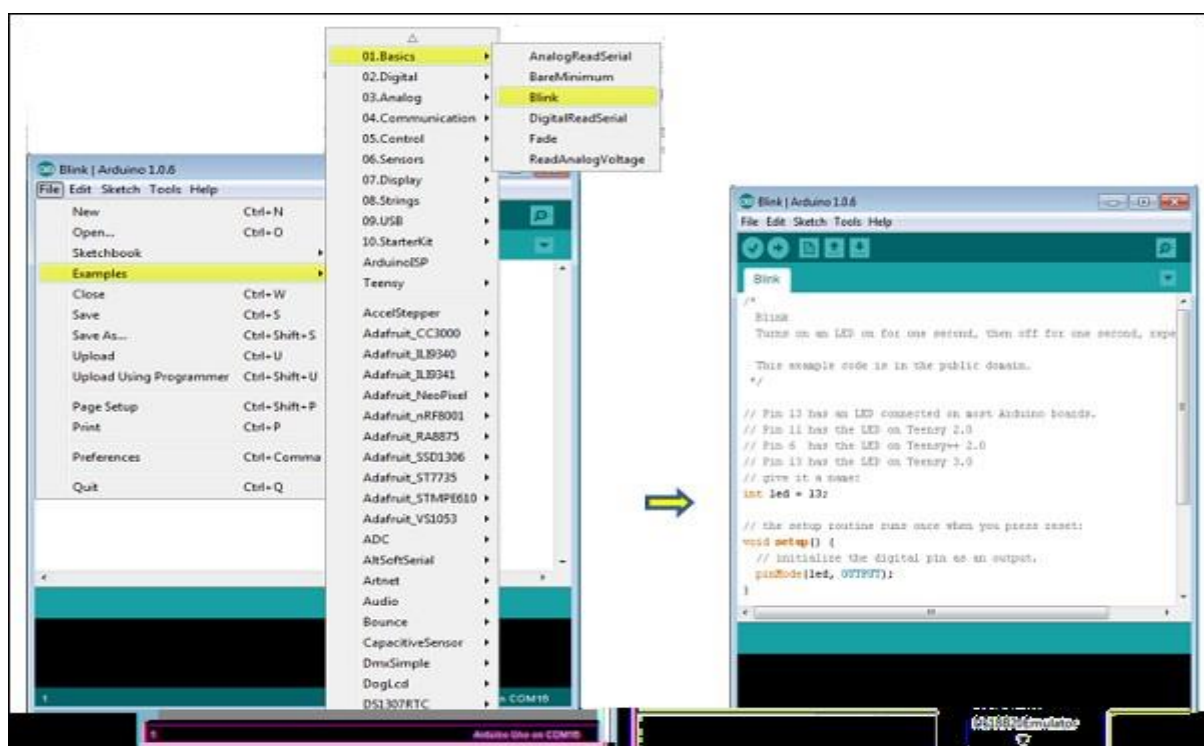 01.Basics
02.Digital
03.Analog
04.Communication
05.Control
06.Sensors
07.Display
08.Strings
09.USB
10.StarterKit
ArduinoISP
Teensy
AccelStepper
Adafruit_CC3000
Adafruit_ILI9340
Adafruit_ILI9341
Adafruit_NeoPixel
Adafruit_nRF8001
Adafruit_RA8875
Adafruit_SSD1306
Adafruit_ST7735
Adafruit_STMPE610
Adafruit_VS1053
ADC
AltSoftSerial
Artnet
Audio
Bounce
CapacitiveSensor
DmxSimple
DogLcd
DS1307RTC
AnalogReadSerial
BareMinimum
Blink
DigitalReadSerial
Fade
ReadAnalogVoltage
Blink | Arduino 1.0.6
File Edit Sketch Tools Help
New Ctrl+N
Open... Ctrl+O
Sketchbook
Examples
Close Ctrl+W
Save Ctrl+S
Save As... Ctrl+Shift+S
Upload Ctrl+U
Upload Using Programmer Ctrl+Shift+U
Page Setup Ctrl+Shift+P
Print Ctrl+P
Preferences Ctrl+Comma
Quit Ctrl+Q
1 on COM16
1 Arduino Uno on COM16
Blink | Arduino 1.0.6
File Edit Sketch Tools Help
Blink
/*
Blink
Turns on an LED on for one second, then off for one second, repe
This example code is in the public domain.
*/
// Pin 13 has an LED connected on most Arduino boards.
// Pin 11 has the LED on Teensy 2.0
// Pin 6 has the LED on Teensy++ 2.0
// Pin 13 has the LED on Teensy 3.0
// give it a name:
int led = 13;
// the setup routine runs once when you press reset:
void setup() {
// initialize the digital pin as an output.
pinMode(led, OUTPUT);
}